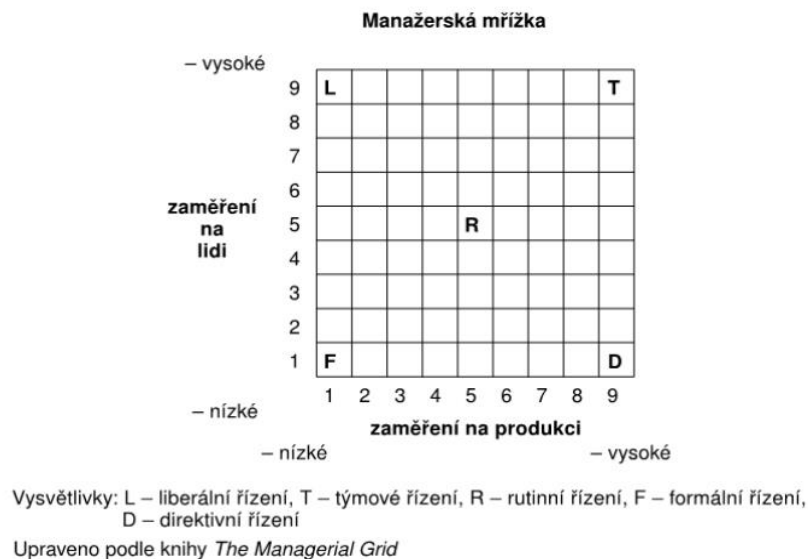 Manažerská mřížka
– vysoké
9 L T
8
7
6
zaměření
na
lidi
5 R
4
3
2
1 F D
1 2 3 4 5 6 7 8 9
– nízké
zaměření na produkci
– nízké – vysoké
Vysvětlivky: L – liberální řízení, T – týmové řízení, R – rutinní řízení, F – formální řízení,
D – direktivní řízení
Upraveno podle knihy The Managerial Grid